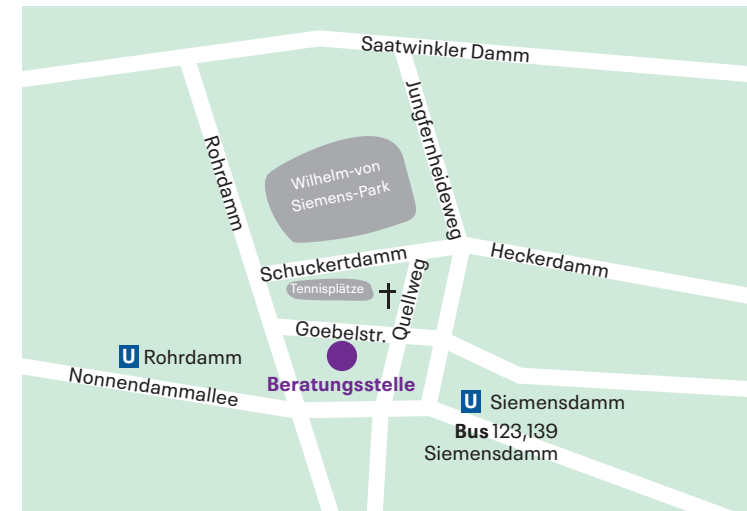 Saatwinkler Damm
Jungfernheideweg
Rohrdamm
Wilhelm-von
Siemens-Park
Schuckertdamm
Heckerdamm
Tennisplätze
Quellweg
Goebelstr.
U Rohrdamm
Beratungsstelle
Nonnendammallee
U Siemensdamm
Bus 123,139
Siemensdamm